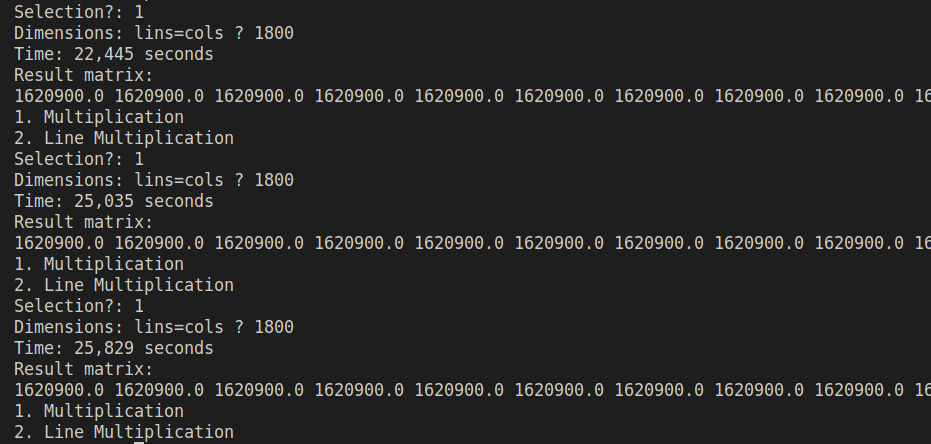 Selection?: 1
Dimensions: lins=cols ? 1800
Time: 22,445 seconds
Result matrix:
1620900.0 1620900.0 1620900.0 1620900.0 1620900.0 1620900.0 1620900.0 1620900.0 1620900.0 16
1. Multiplication
2. Line Multiplication
Selection?: 1
Dimensions: lins=cols ? 1800
Time: 25,035 seconds
Result matrix:
1620900.0 1620900.0 1620900.0 1620900.0 1620900.0 1620900.0 1620900.0 1620900.0 1620900.0 16
1. Multiplication
2. Line Multiplication
Selection?: 1
Dimensions: lins=cols ? 1800
Time: 25,829 seconds
Result matrix:
1620900.0 1620900.0 1620900.0 1620900.0 1620900.0 1620900.0 1620900.0 1620900.0 1620900.0 16
1. Multiplication
2. Line Multiplication